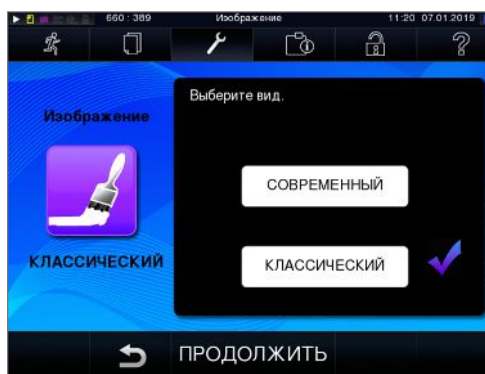 660 : 389 Изображение 11:20 07.01.2019
Выберите вид.
Изображение
СОВРЕМЕННЫЙ
КЛАССИЧЕСКИЙ
КЛАССИЧЕСКИЙ
ПРОДОЛЖИТЬ